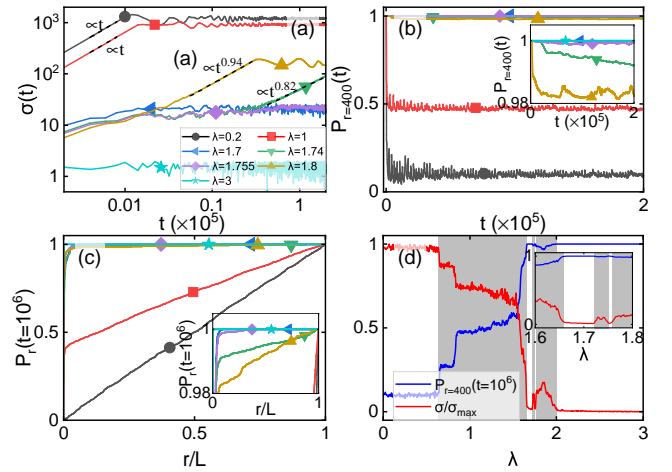 (a)
∝t
∝t
(a)
∝t^0.94
∝t^0.82
σ(t)
10³
10²
10
1
λ=0.2
λ=1
λ=1.7
λ=1.74
λ=1.755
λ=1.8
λ=3
0.01
0.1
1
t (×10⁵)
(b)
P_r=400(t)
1
0.5
0
0
2
t (×10⁵)
P_r=400(t)
1
0.98
0
2
t (×10⁵)
(c)
P_r(t=10⁶)
1
0.5
0
0
0.5
1
r/L
P_r(t=10⁶)
1
0.98
0
1
r/L
(d)
1
0.5
0
0
1
2
3
λ
P_r=400(t=10⁶)
σ/σ_max
1
0
1.6
1.7
1.8
λ